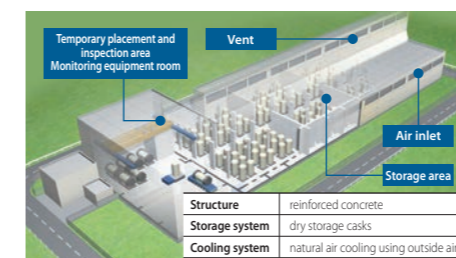 Temporary placement and
inspection area
Monitoring equipment room
Vent
Air inlet
Storage area
Structure reinforced concrete
Storage system dry storage casks
Cooling system natural air cooling using outside air